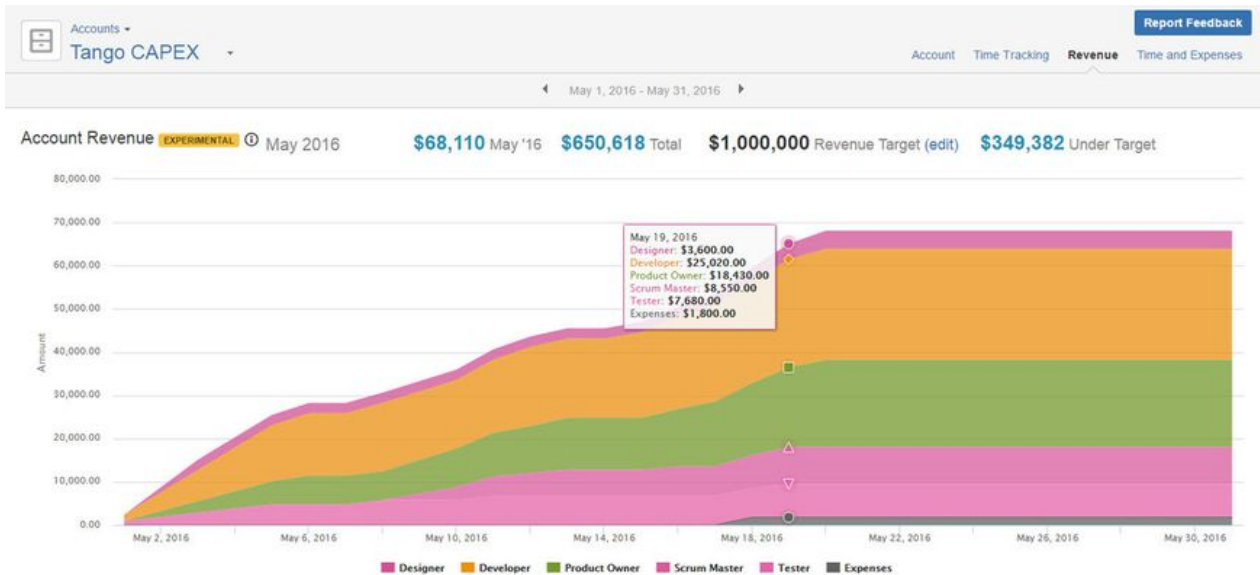 Report Feedback
Accounts
Tango CAPEX
Account Time Tracking Revenue Time and Expenses
May 1, 2016 - May 31, 2016
Account Revenue EXPERIMENTAL May 2016 $68,110 May '16 $650,618 Total $1,000,000 Revenue Target (edit) $349,382 Under Target
80,000.00
70,000.00
60,000.00
50,000.00
40,000.00
30,000.00
20,000.00
10,000.00
0.00
Amount
May 19, 2016
Designer: $3,600.00
Developer: $25,020.00
Product Owner: $18,430.00
Scrum Master: $8,550.00
Tester: $7,680.00
Expenses: $1,800.00
May 2, 2016 May 6, 2016 May 10, 2016 May 14, 2016 May 18, 2016 May 22, 2016 May 26, 2016 May 30, 2016
Designer Developer Product Owner Scrum Master Tester Expenses